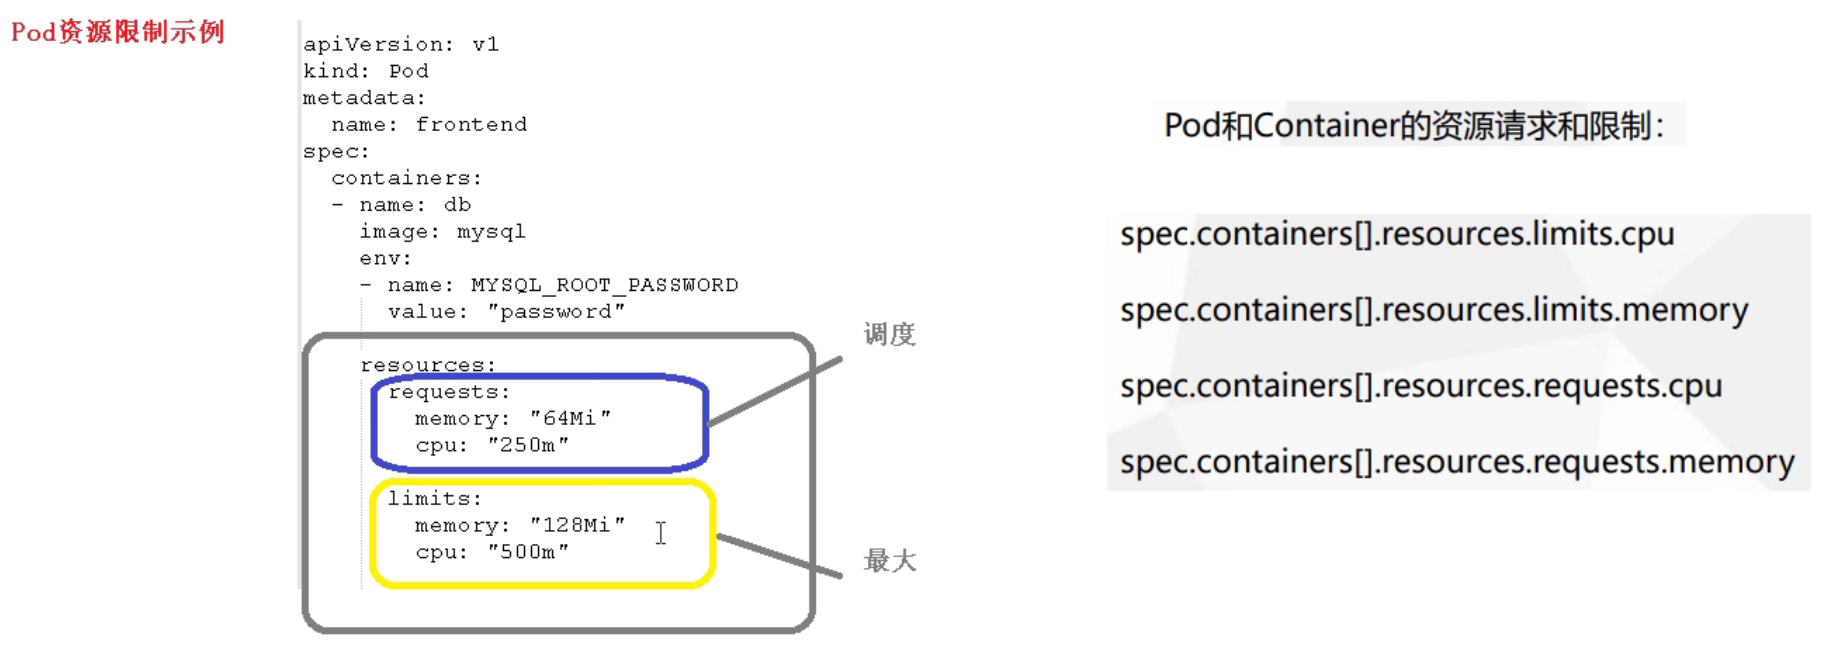 Pod资源限制示例
apiVersion: v1
kind: Pod
metadata:
  name: frontend
spec:
  containers:
  - name: db
    image: mysql
    env:
    - name: MYSQL_ROOT_PASSWORD
      value: "password"
    resources:
      requests:
        memory: "64Mi"
        cpu: "250m"
      limits:
        memory: "128Mi"
        cpu: "500m"
调度
最大
Pod和Container的资源请求和限制：
spec.containers[].resources.limits.cpu
spec.containers[].resources.limits.memory
spec.containers[].resources.requests.cpu
spec.containers[].resources.requests.memory